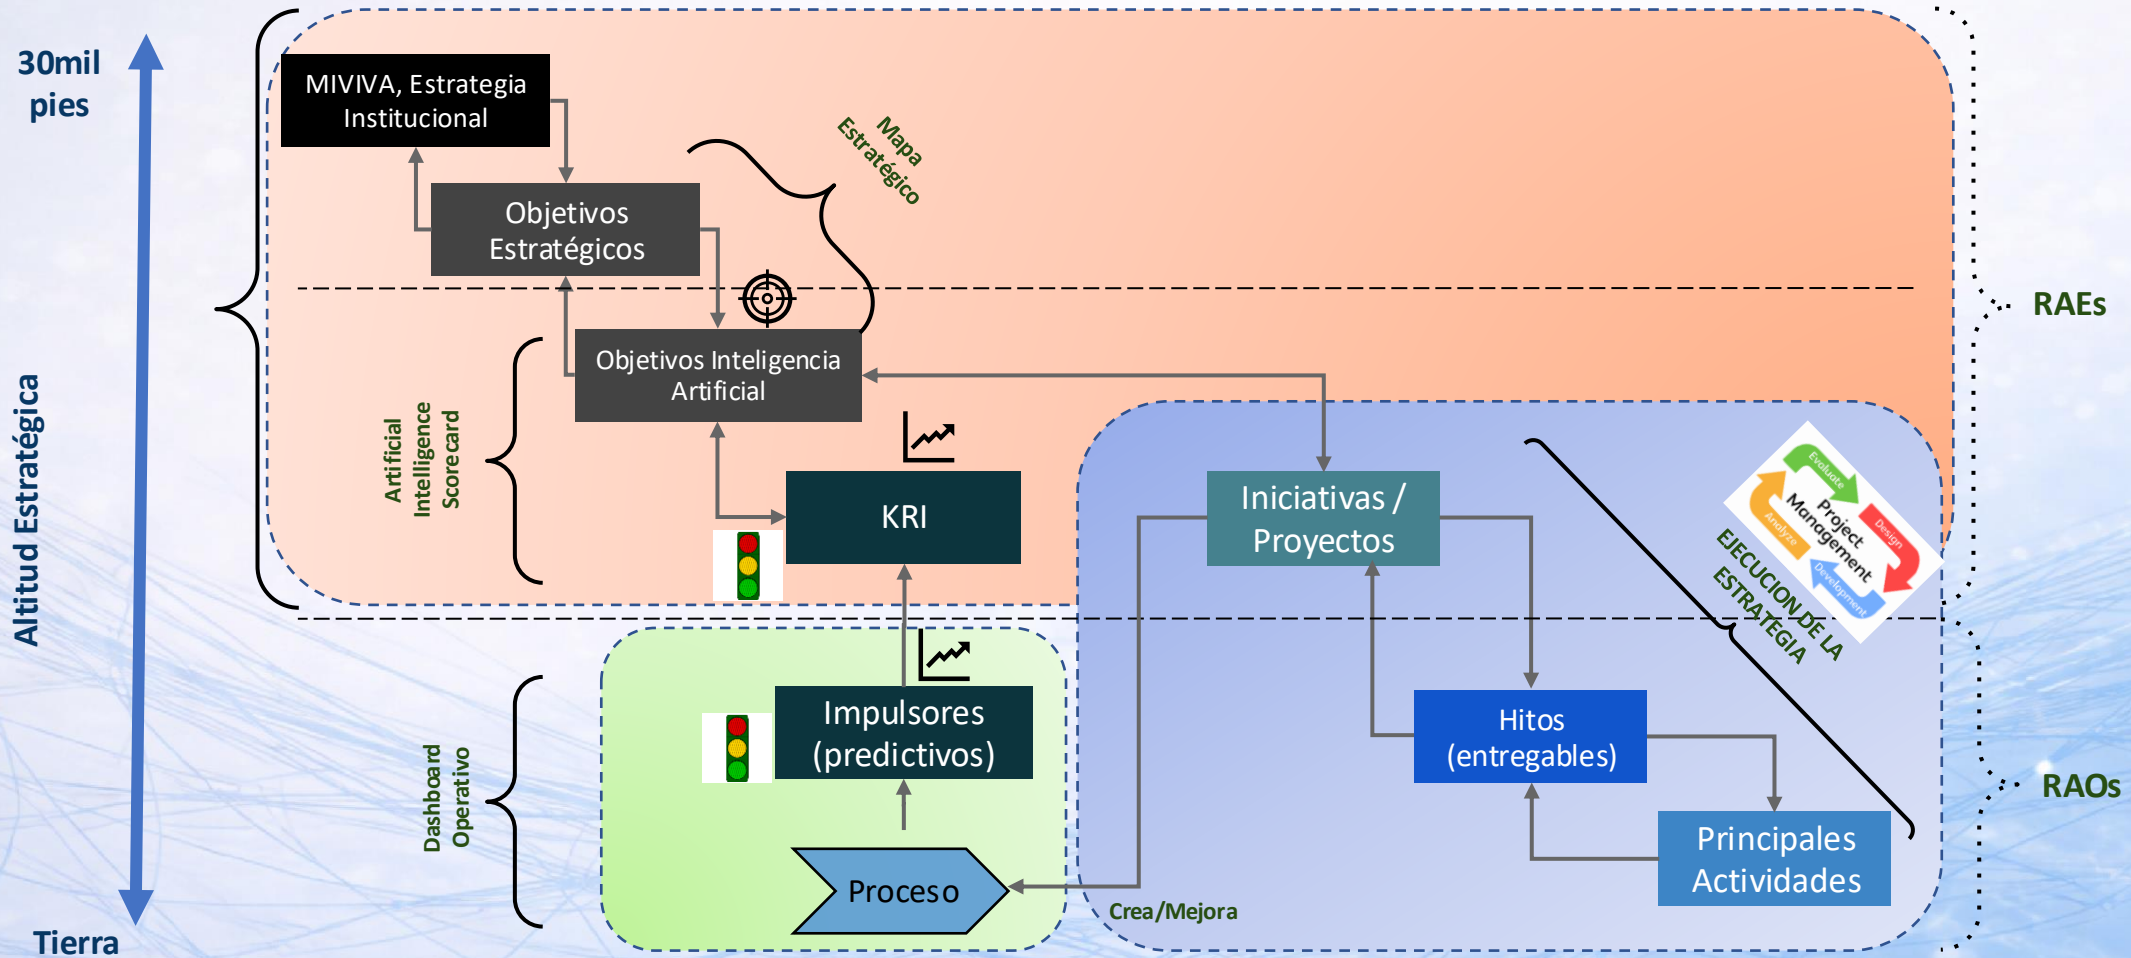 30mil
pies
MIVIVA, Estrategia
Institucional
Mapa
Estratégico
Objetivos
Estratégicos
RAEs
Objetivos Inteligencia
Artificial
Altitud Estratégica
Artificial
Intelligence
Scorecard
KRI
Iniciativas /
Proyectos
Evaluate
Design
Development
Analyze
Project
Management
EJECUCION DE LA
ESTRATEGIA
Impulsores
(predictivos)
Hitos
(entregables)
RAOs
Dashboard
Operativo
Principales
Actividades
Proceso
Crea/Mejora
Tierra